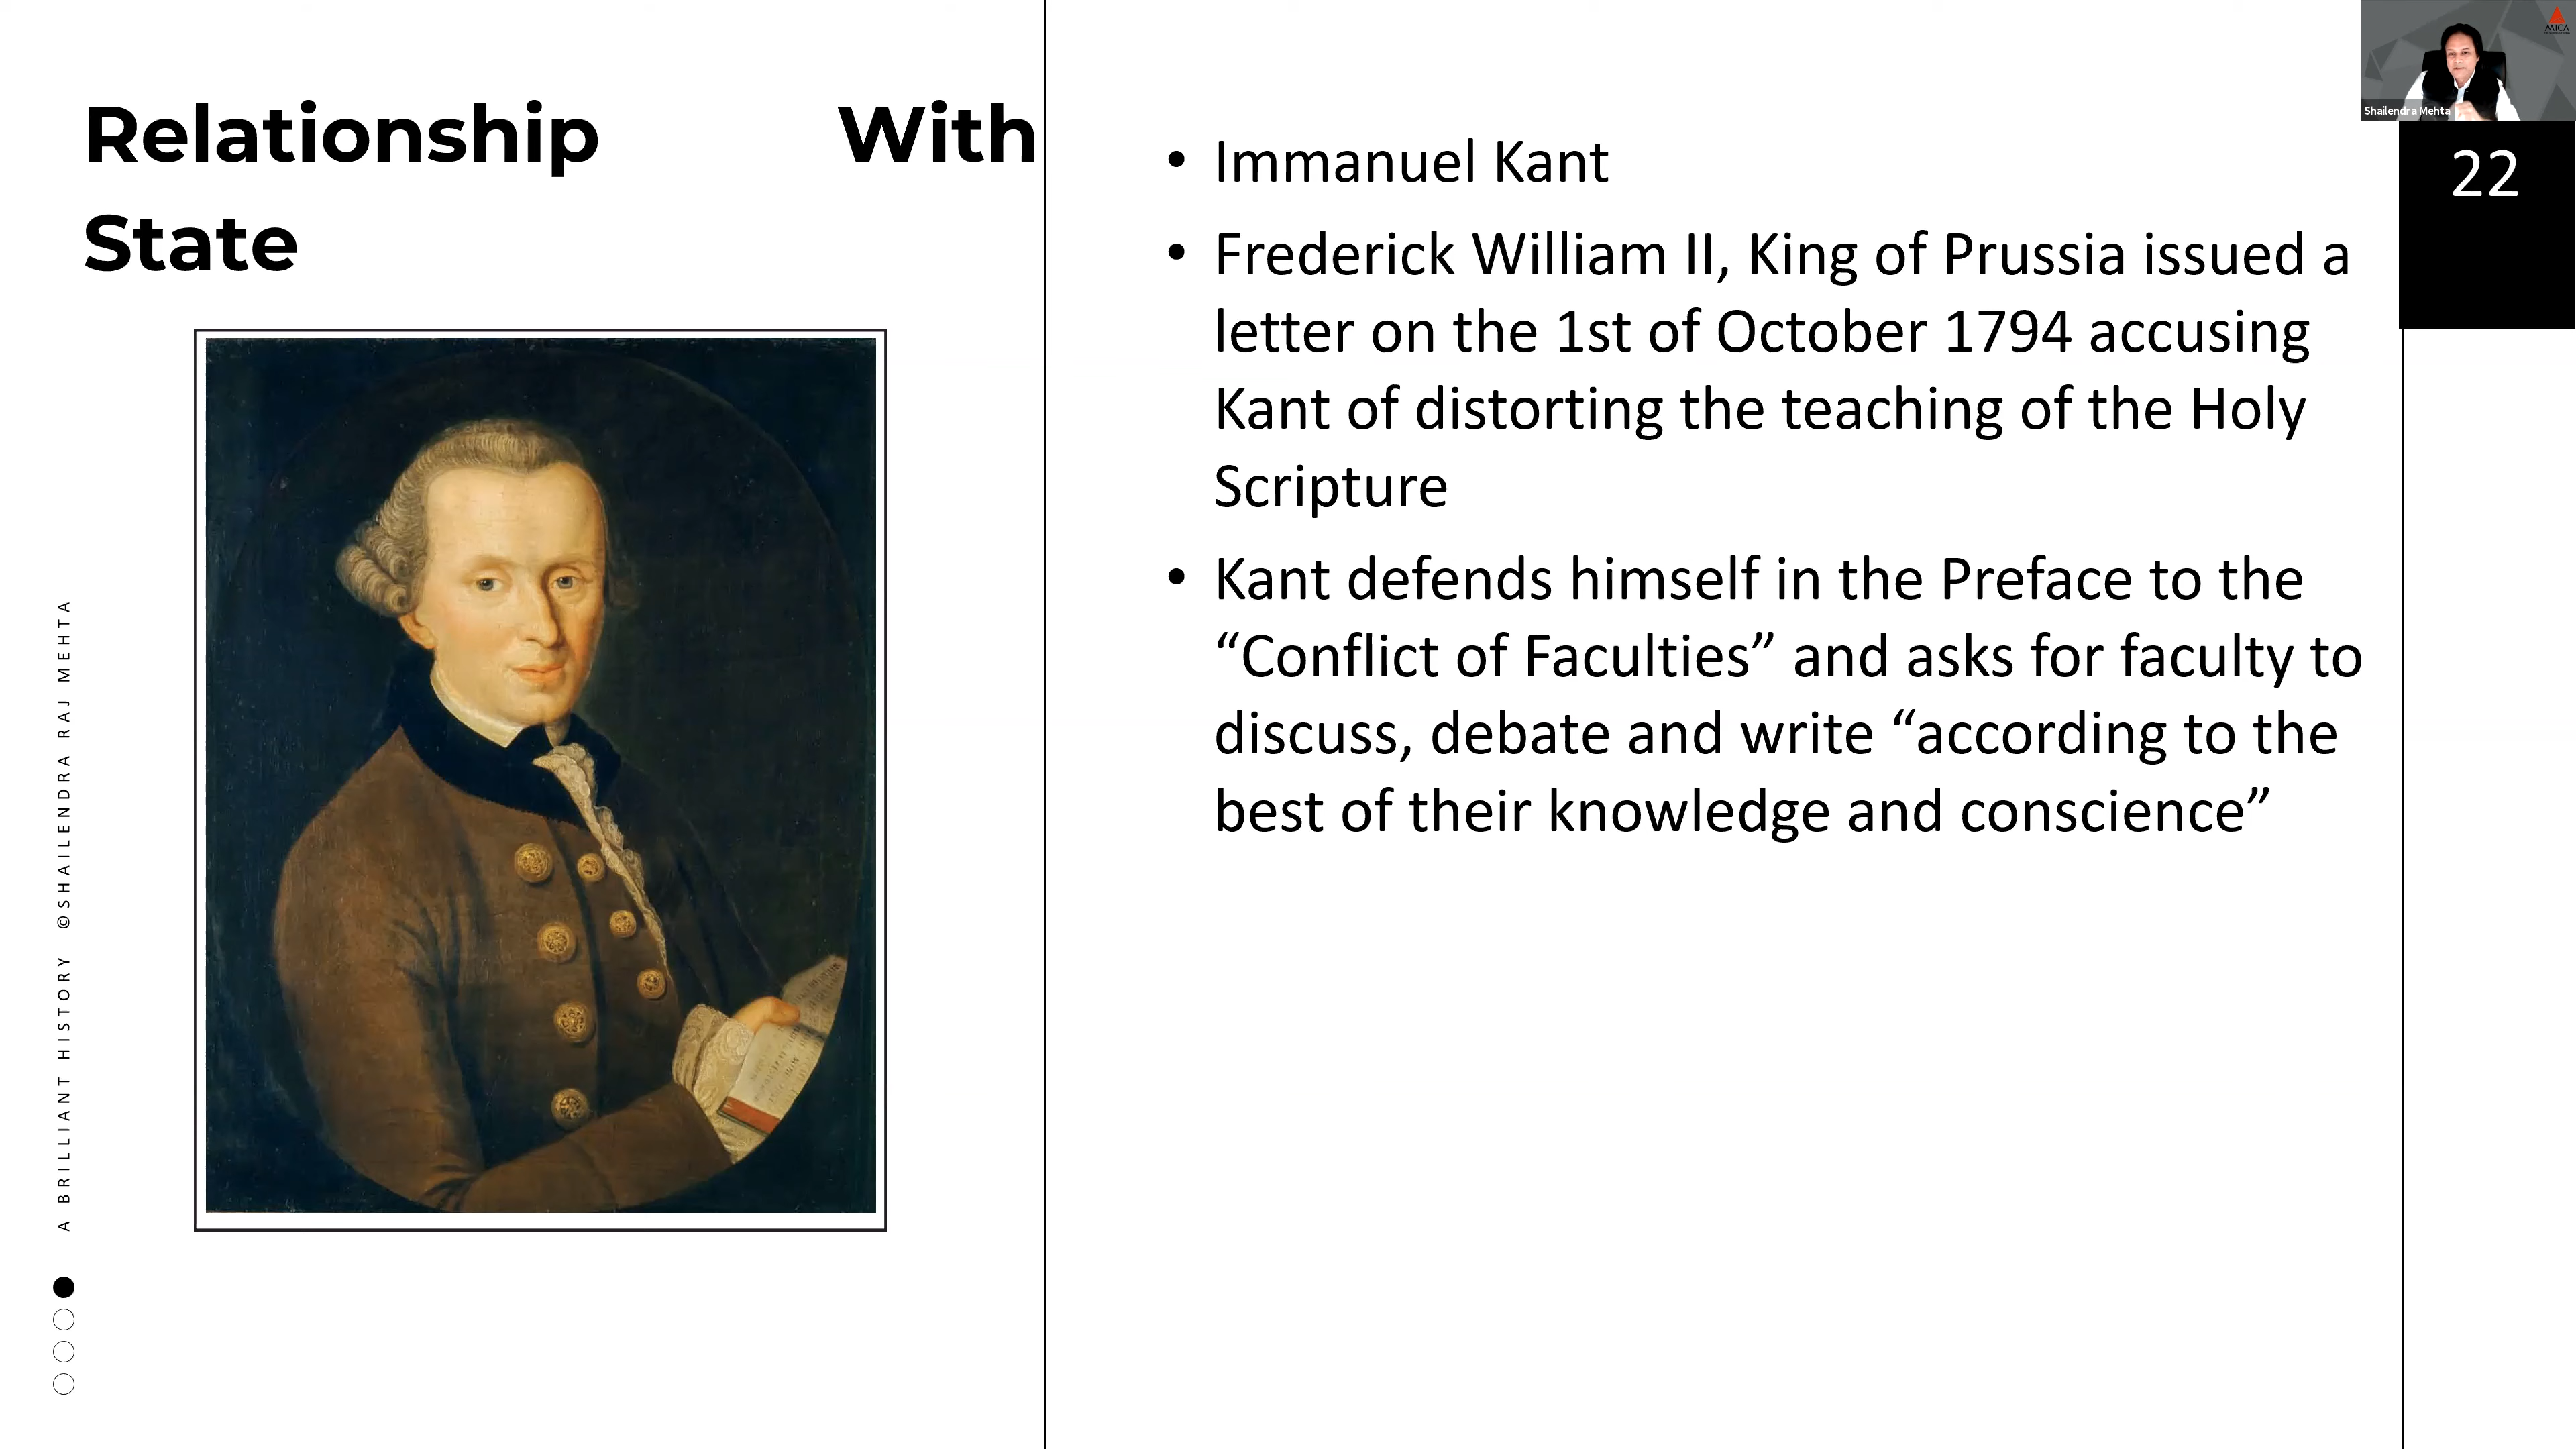 Relationship With
State
• Immanuel Kant
• Frederick William II, King of Prussia issued a
letter on the 1st of October 1794 accusing
Kant of distorting the teaching of the Holy
Scripture
• Kant defends himself in the Preface to the
“Conflict of Faculties” and asks for faculty to
discuss, debate and write “according to the
best of their knowledge and conscience”
MICA
Shailendra Mehta
22
A BRILLIANT HISTORY ©SHAILENDRA RAJ MEHTA